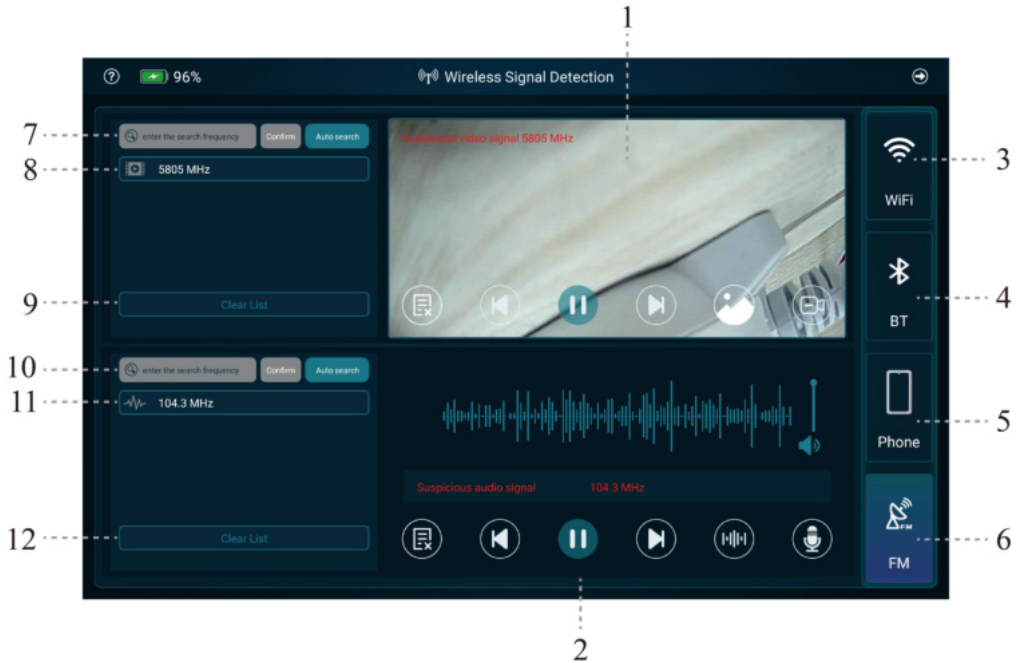 1
96% Wireless Signal Detection
7
enter the search frequency Confirm Auto search
Suspicious video signal 5805 MHz
8
5805 MHz
3
WiFi
9
Clear List
4
BT
10
enter the search frequency Confirm Auto search
11
104.3 MHz
5
Phone
Suspicious audio signal 104.3 MHz
12
Clear List
6
FM
FM
2